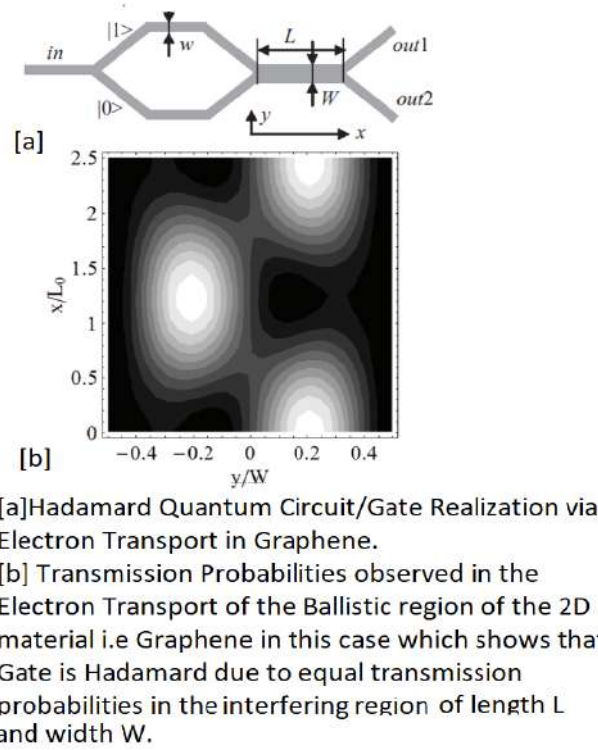 |1>
w
L
in
out1
|0>
W
out2
y
x
[a]
2.5
2
1.5
1
0.5
0
x/L0
−0.4 −0.2 0 0.2 0.4
[b]
y/W
[a]Hadamard Quantum Circuit/Gate Realization via
Electron Transport in Graphene.
[b] Transmission Probabilities observed in the
Electron Transport of the Ballistic region of the 2D
material i.e Graphene in this case which shows that
Gate is Hadamard due to equal transmission
probabilities in the interfering region of length L
and width W.